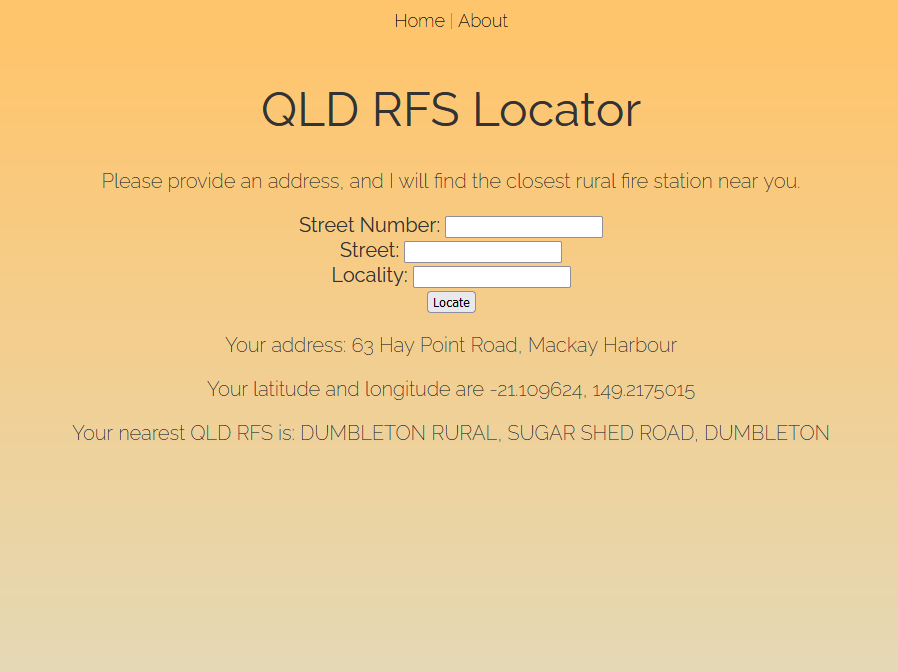 Home | About
QLD RFS Locator
Please provide an address, and I will find the closest rural fire station near you.
Street Number:
Street:
Locality:
Locate
Your address: 63 Hay Point Road, Mackay Harbour
Your latitude and longitude are -21.109624, 149.2175015
Your nearest QLD RFS is: DUMBLETON RURAL, SUGAR SHED ROAD, DUMBLETON